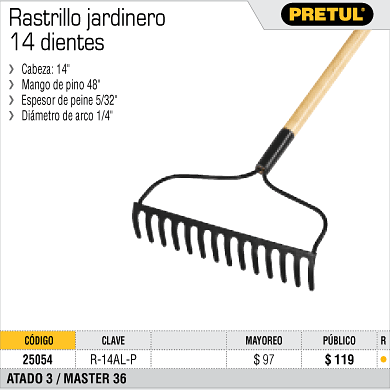 Rastrillo jardinero
14 dientes
PRETUL®
❯ Cabeza: 14"
❯ Mango de pino 48"
❯ Espesor de peine 5/32"
❯ Diámetro de arco 1/4"
CÓDIGO CLAVE MAYOREO PÚBLICO R
25054 R-14AL-P $ 97 $ 119 ●
ATADO 3 / MASTER 36